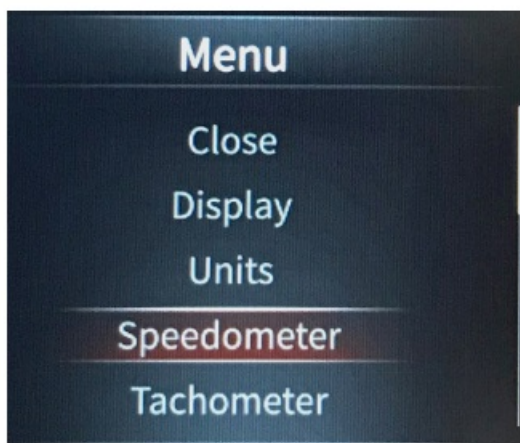 Menu
Close
Display
Units
Speedometer
Tachometer